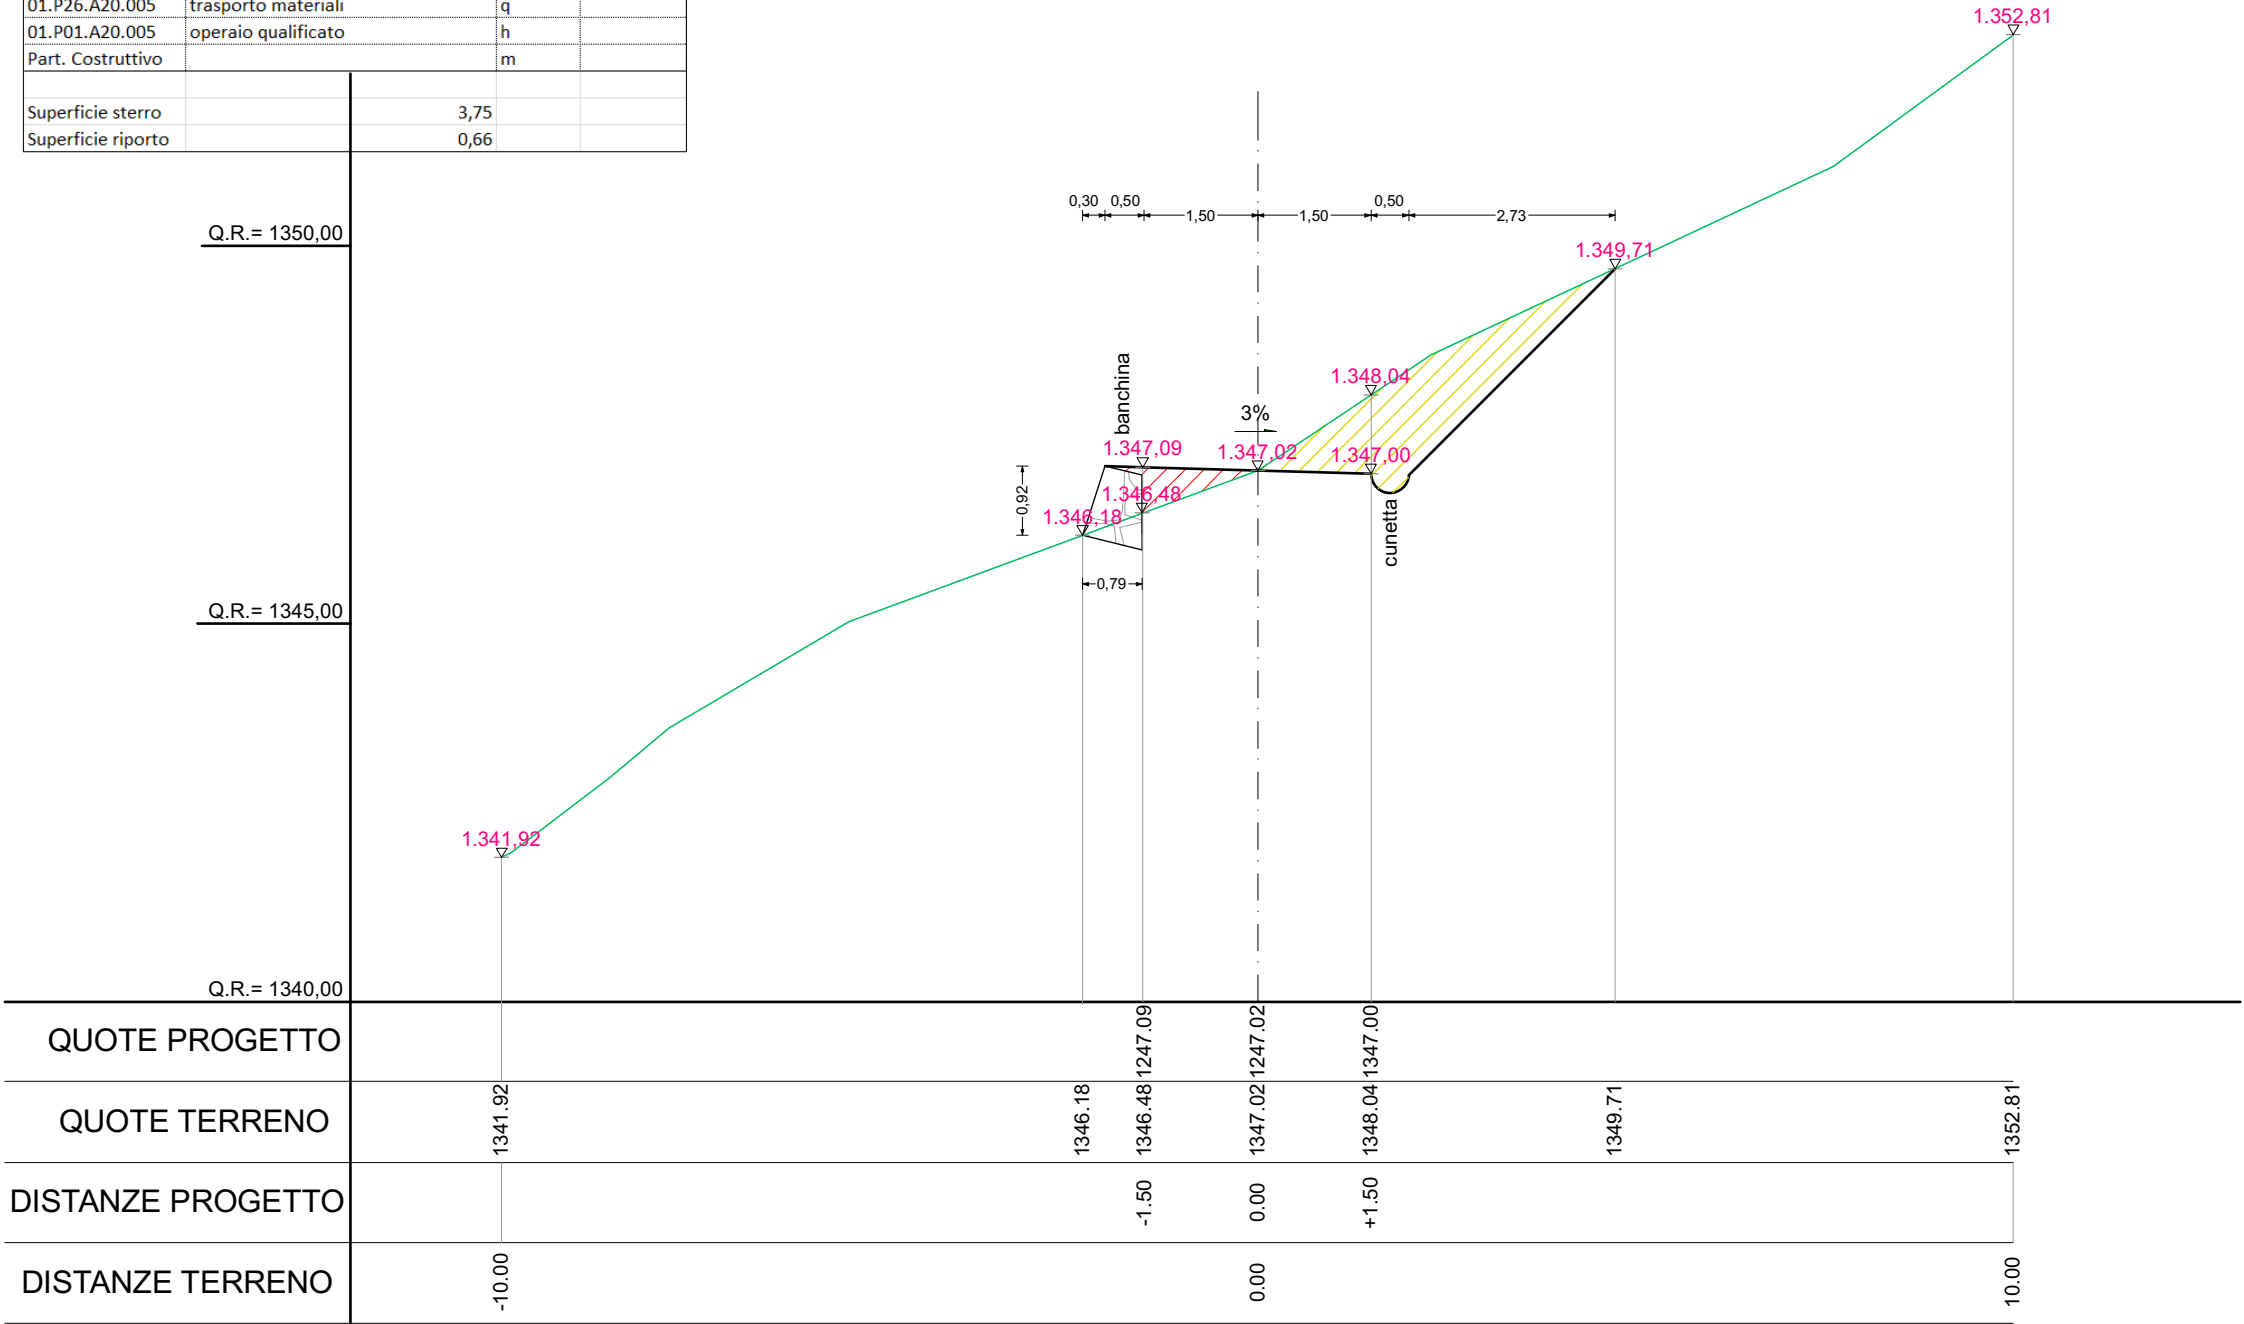 01.P26.A20.005 trasporto materiali q
01.P01.A20.005 operaio qualificato h
Part. Costruttivo m
Superficie sterro 3,75
Superficie riporto 0,66
1.352,81
0,30 0,50 1,50 1,50 0,50 2,73
Q.R.= 1350,00
1.349,71
banchina
1.348,04
3%
1.347,09
1.347,02
1.347,00
1.346,48
0,92
1.346,18
cunetta
0,79
Q.R.= 1345,00
1.341,92
Q.R.= 1340,00
QUOTE PROGETTO 1247.09 1247.02 1347.00
QUOTE TERRENO 1341.92 1346.18 1346.48 1347.02 1348.04 1349.71 1352.81
DISTANZE PROGETTO -1.50 0.00 +1.50
DISTANZE TERRENO -10.00 0.00 10.00